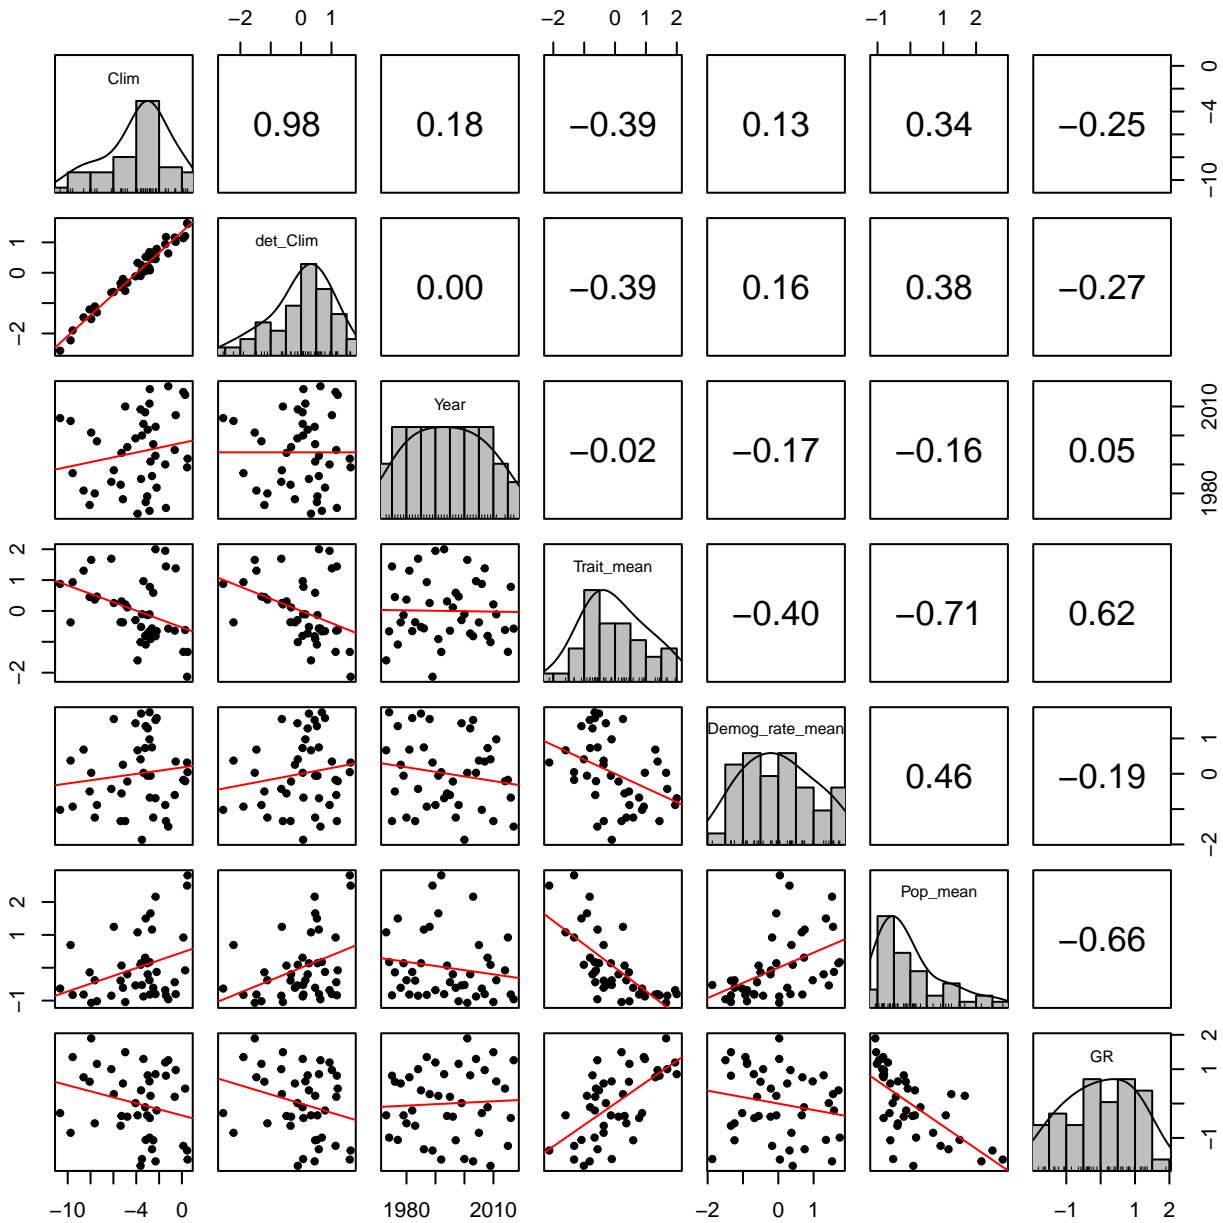 −2 0 1 −2 0 1 2 −1 1 2
Clim 0.98 0.18 −0.39 0.13 0.34 −0.25 0 −4 −10
1 0 −2 det_Clim 0.00 −0.39 0.16 0.38 −0.27
Year −0.02 −0.17 −0.16 0.05 2010 1980
2 1 0 −2 Trait_mean −0.40 −0.71 0.62
Demog_rate_mean 0.46 −0.19 1 0 −2
2 1 −1 Pop_mean −0.66
GR 2 1 −1
−10 −4 0 1980 2010 −2 0 1 −1 1 2